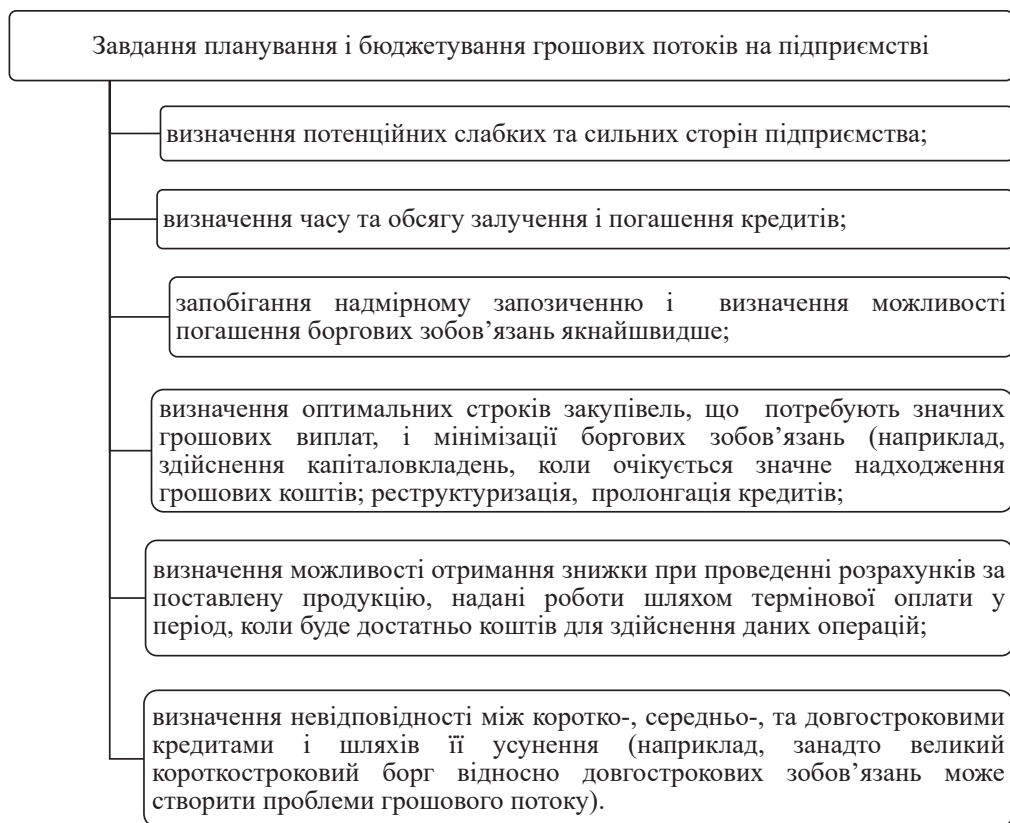 Завдання планування і бюджетування грошових потоків на підприємстві
визначення потенційних слабких та сильних сторін підприємства;
визначення часу та обсягу залучення і погашення кредитів;
запобігання надмірному запозиченню і визначення можливості
погашення боргових зобов’язань якнайшвидше;
визначення оптимальних строків закупівель, що потребують значних
грошових виплат, і мінімізації боргових зобов’язань (наприклад,
здійснення капіталовкладень, коли очікується значне надходження
грошових коштів; реструктуризація, пролонгація кредитів;
визначення можливості отримання знижки при проведенні розрахунків за
поставлену продукцію, надані роботи шляхом термінової оплати у
період, коли буде достатньо коштів для здійснення даних операцій;
визначення невідповідності між коротко-, середньо-, та довгостроковими
кредитами і шляхів її усунення (наприклад, занадто великий
короткостроковий борг відносно довгострокових зобов’язань може
створити проблеми грошового потоку).